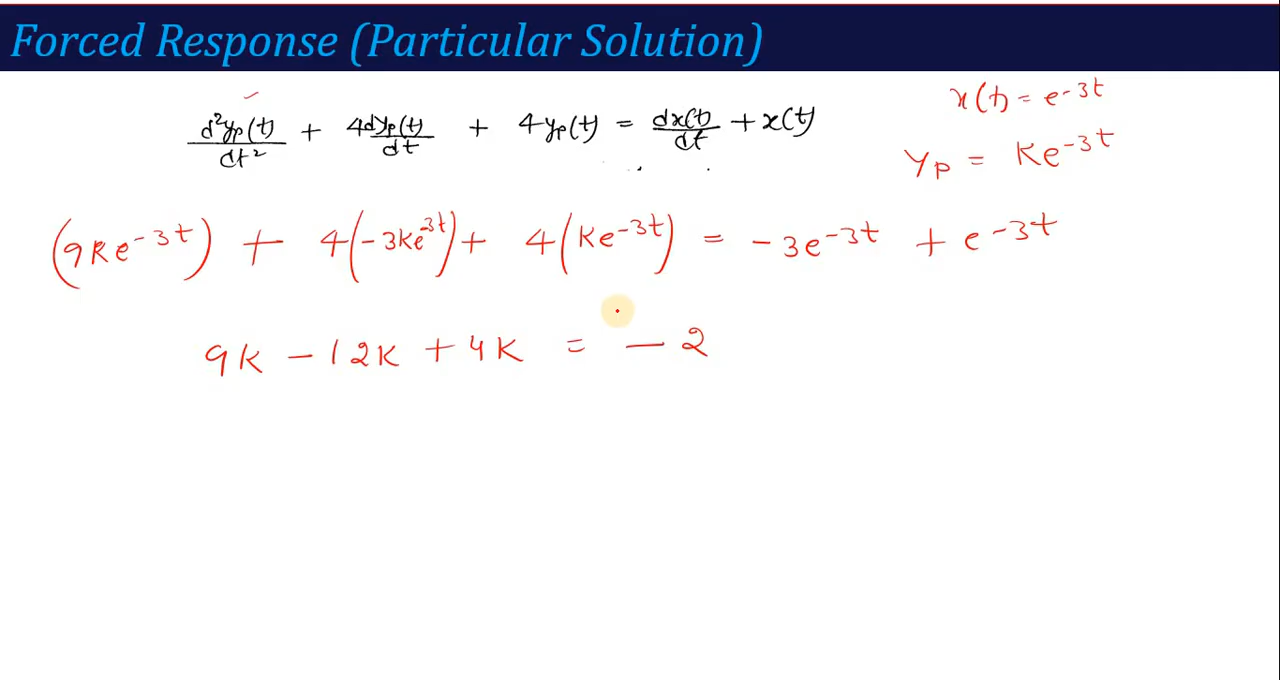 Forced Response (Particular Solution)
x(t) = e^-3t
d²yp(t)/dt² + 4dyp(t)/dt + 4yp(t) = dx(t)/dt + x(t)
yp = Ke^-3t
(9Ke^-3t) + 4(-3Ke^-3t) + 4(Ke^-3t) = -3e^-3t + e^-3t
9K - 12K + 4K = -2